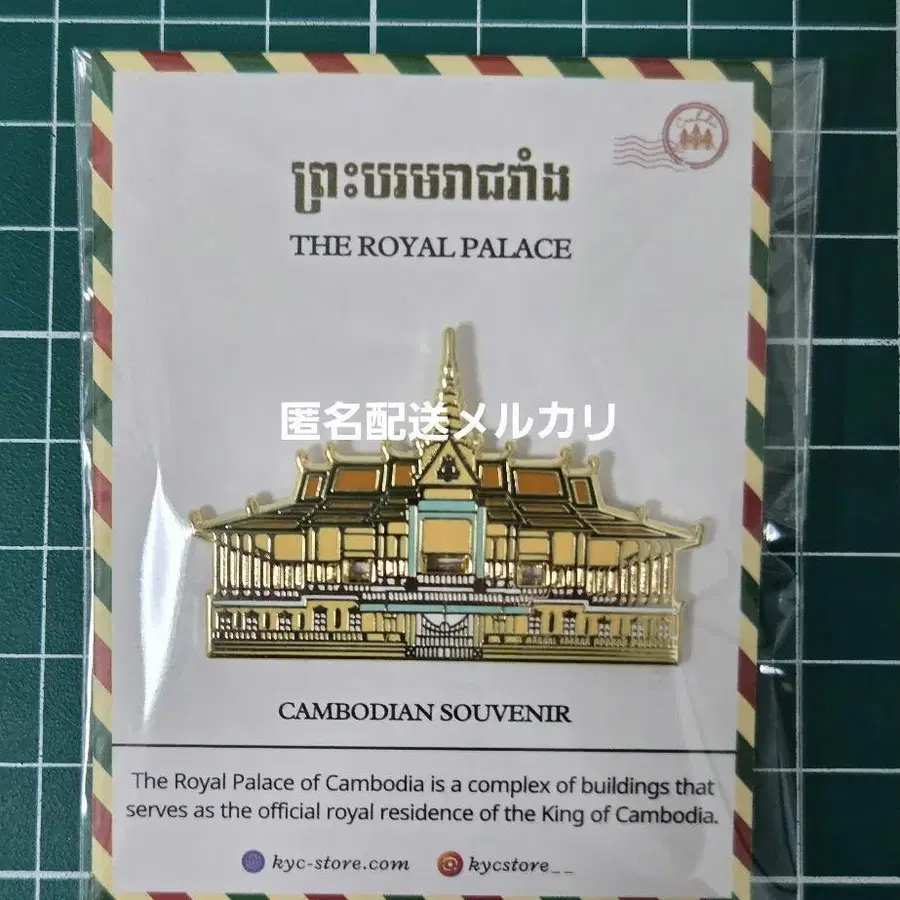 Cambodia
ព្រះបរមរាជវាំង
THE ROYAL PALACE
匿名配送メルカリ
CAMBODIAN SOUVENIR
The Royal Palace of Cambodia is a complex of buildings that
serves as the official royal residence of the King of Cambodia.
kyc-store.com kycstore__